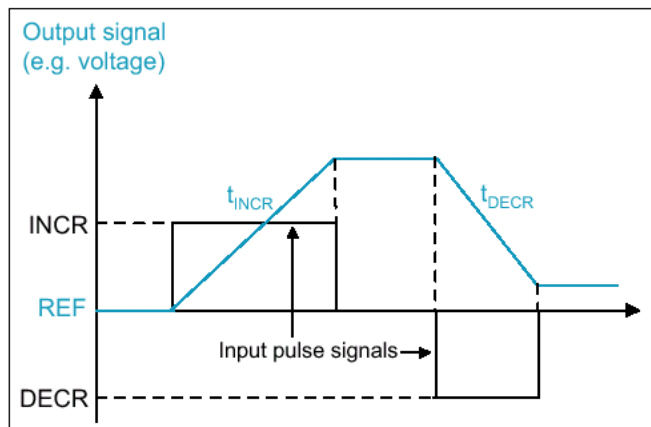 Output signal
(e.g. voltage)
tINCR
tDECR
INCR
REF
Input pulse signals
DECR